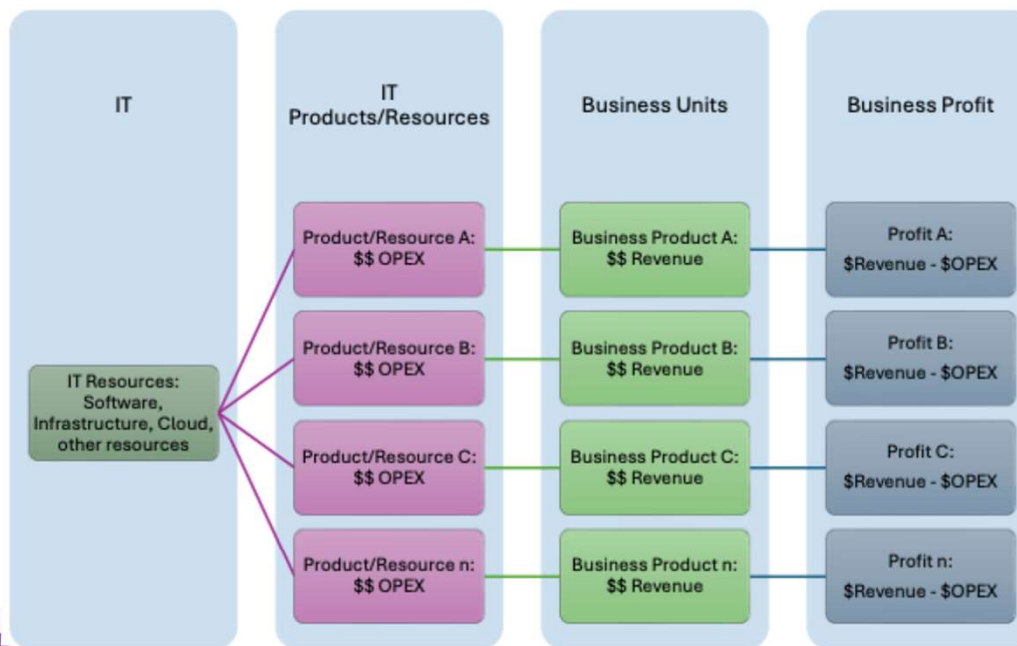 IT
IT
Products/Resources
Business Units
Business Profit
IT Resources:
Software,
Infrastructure, Cloud,
other resources
Product/Resource A:
$$ OPEX
Business Product A:
$$ Revenue
Profit A:
$Revenue - $OPEX
Product/Resource B:
$$ OPEX
Business Product B:
$$ Revenue
Profit B:
$Revenue - $OPEX
Product/Resource C:
$$ OPEX
Business Product C:
$$ Revenue
Profit C:
$Revenue - $OPEX
Product/Resource n:
$$ OPEX
Business Product n:
$$ Revenue
Profit n:
$Revenue - $OPEX